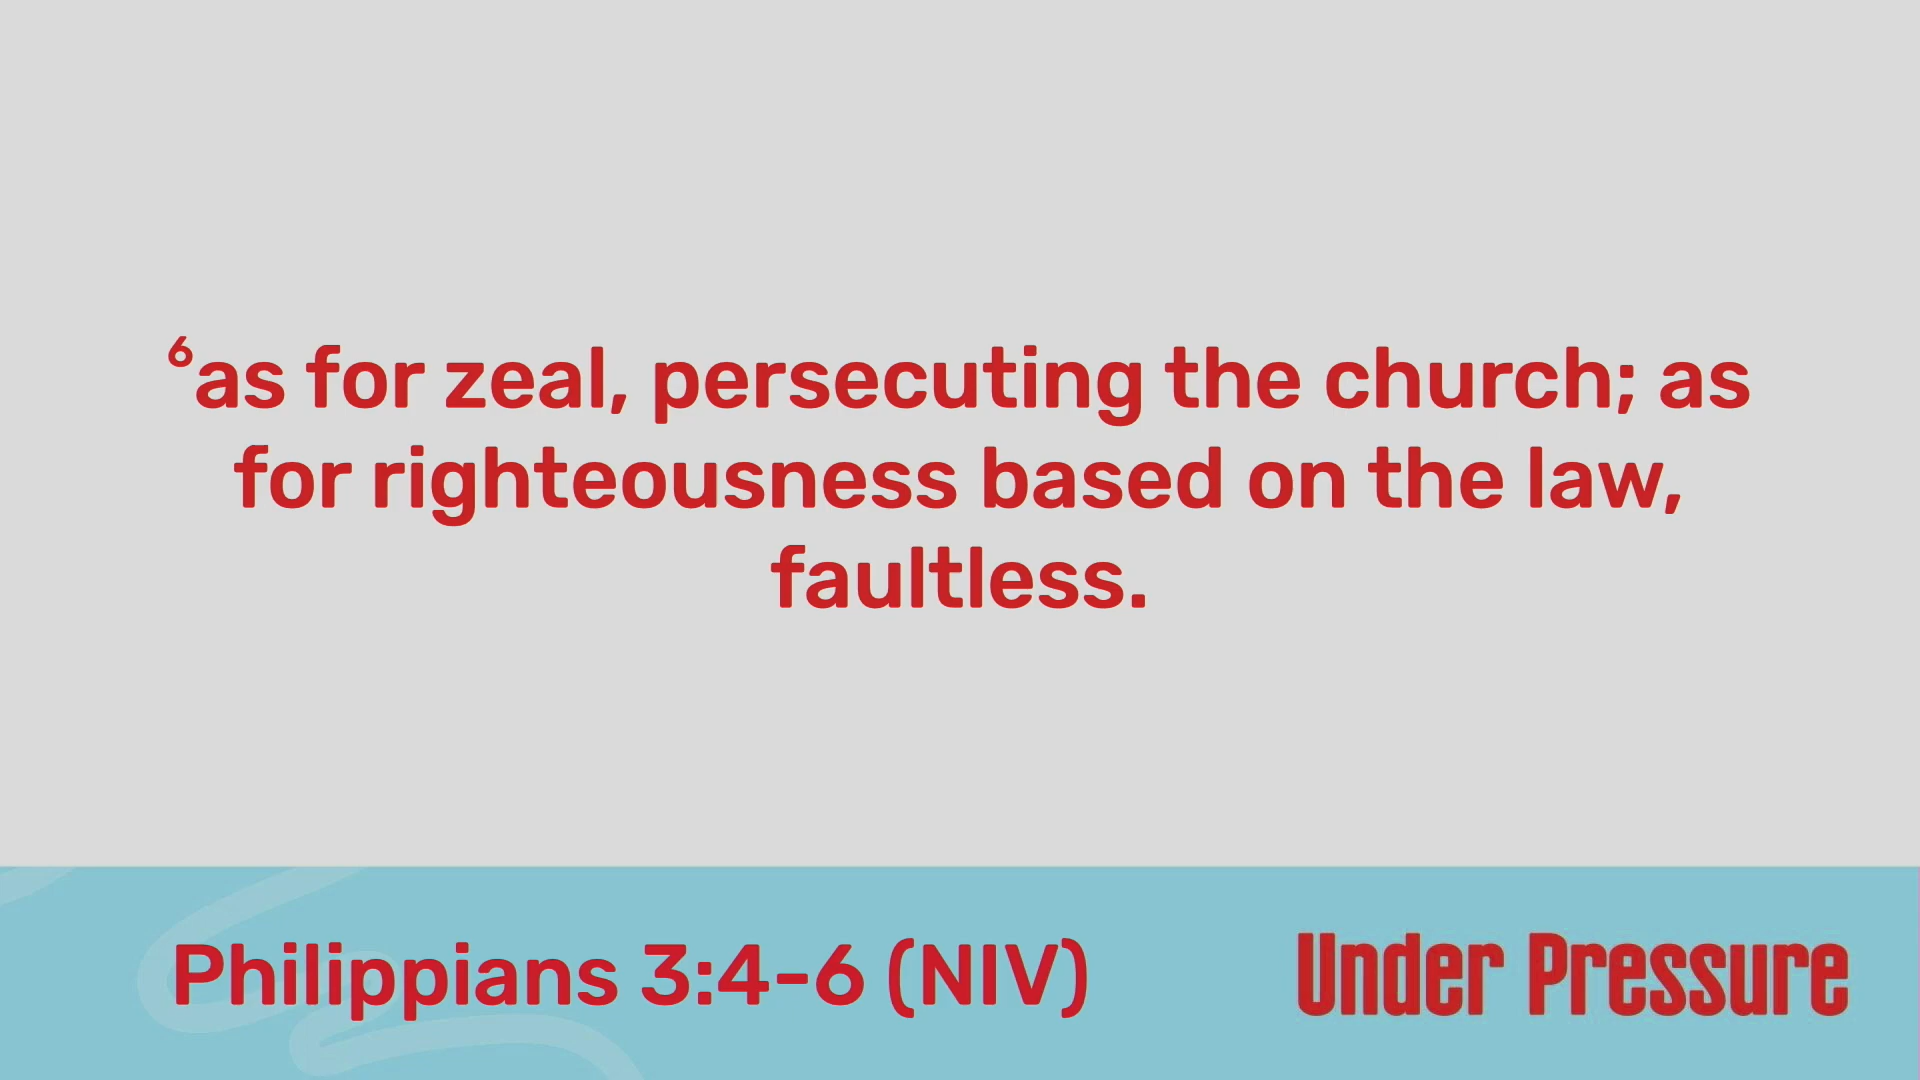 ⁶as for zeal, persecuting the church; as
for righteousness based on the law,
faultless.
Philippians 3:4-6 (NIV)
Under Pressure